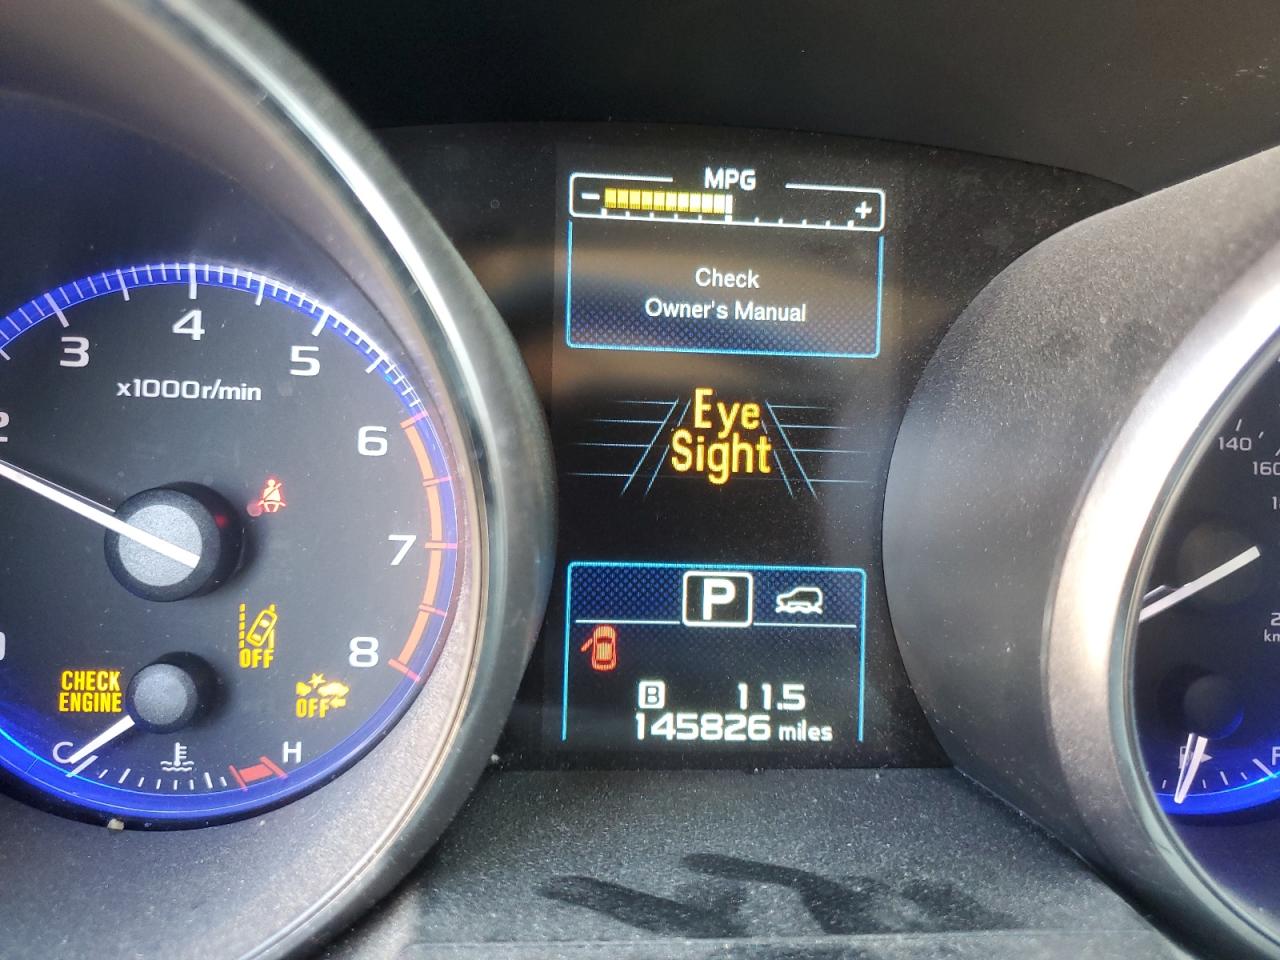 MPG
- +
Check
Owner's Manual
4
3 5
x1000r/min
2 6
Eye
Sight
7
8
OFF
CHECK
ENGINE
OFF
C H
P
B 11.5
145826 miles
140
160
F